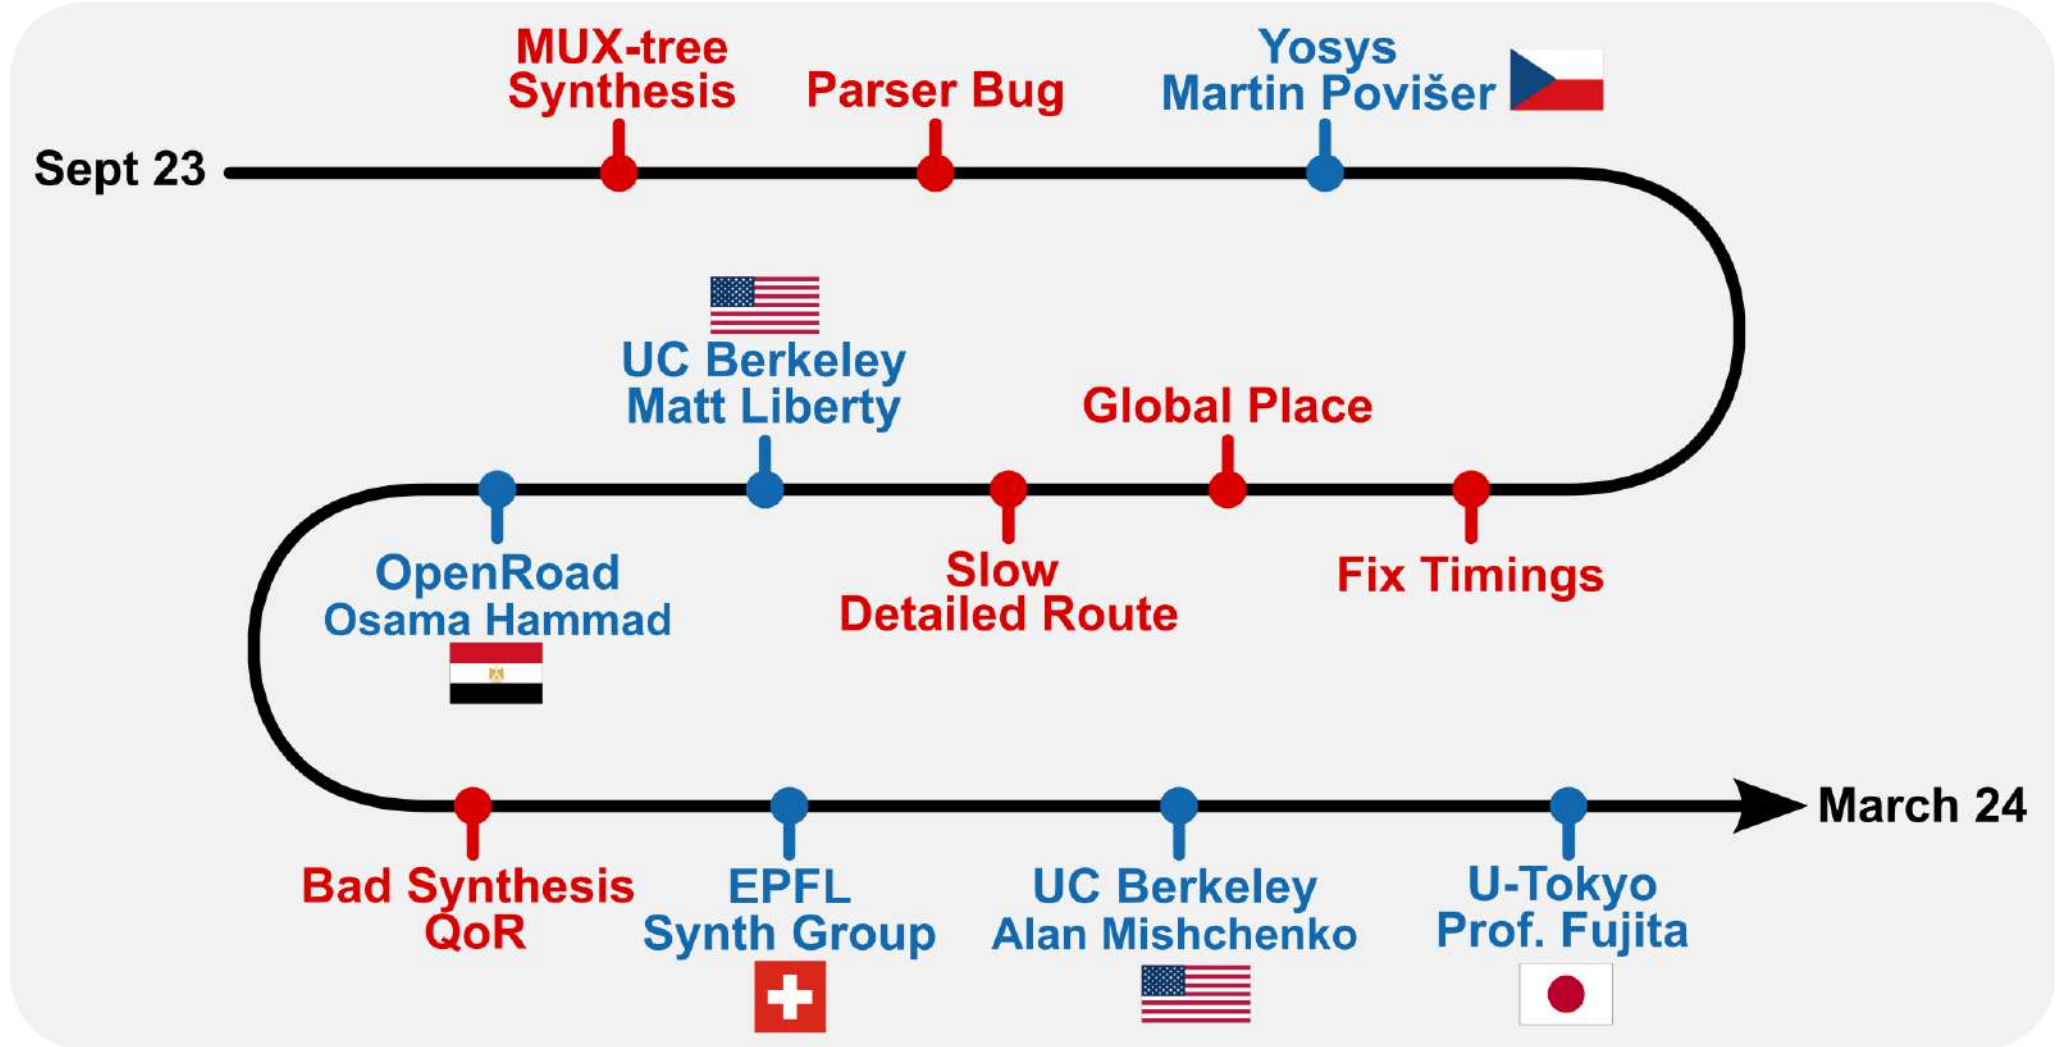 MUX-tree
Synthesis
Parser Bug
Yosys
Martin Povišer
Sept 23
UC Berkeley
Matt Liberty
Global Place
OpenRoad
Osama Hammad
Slow
Detailed Route
Fix Timings
March 24
Bad Synthesis
QoR
EPFL
Synth Group
UC Berkeley
Alan Mishchenko
U-Tokyo
Prof. Fujita